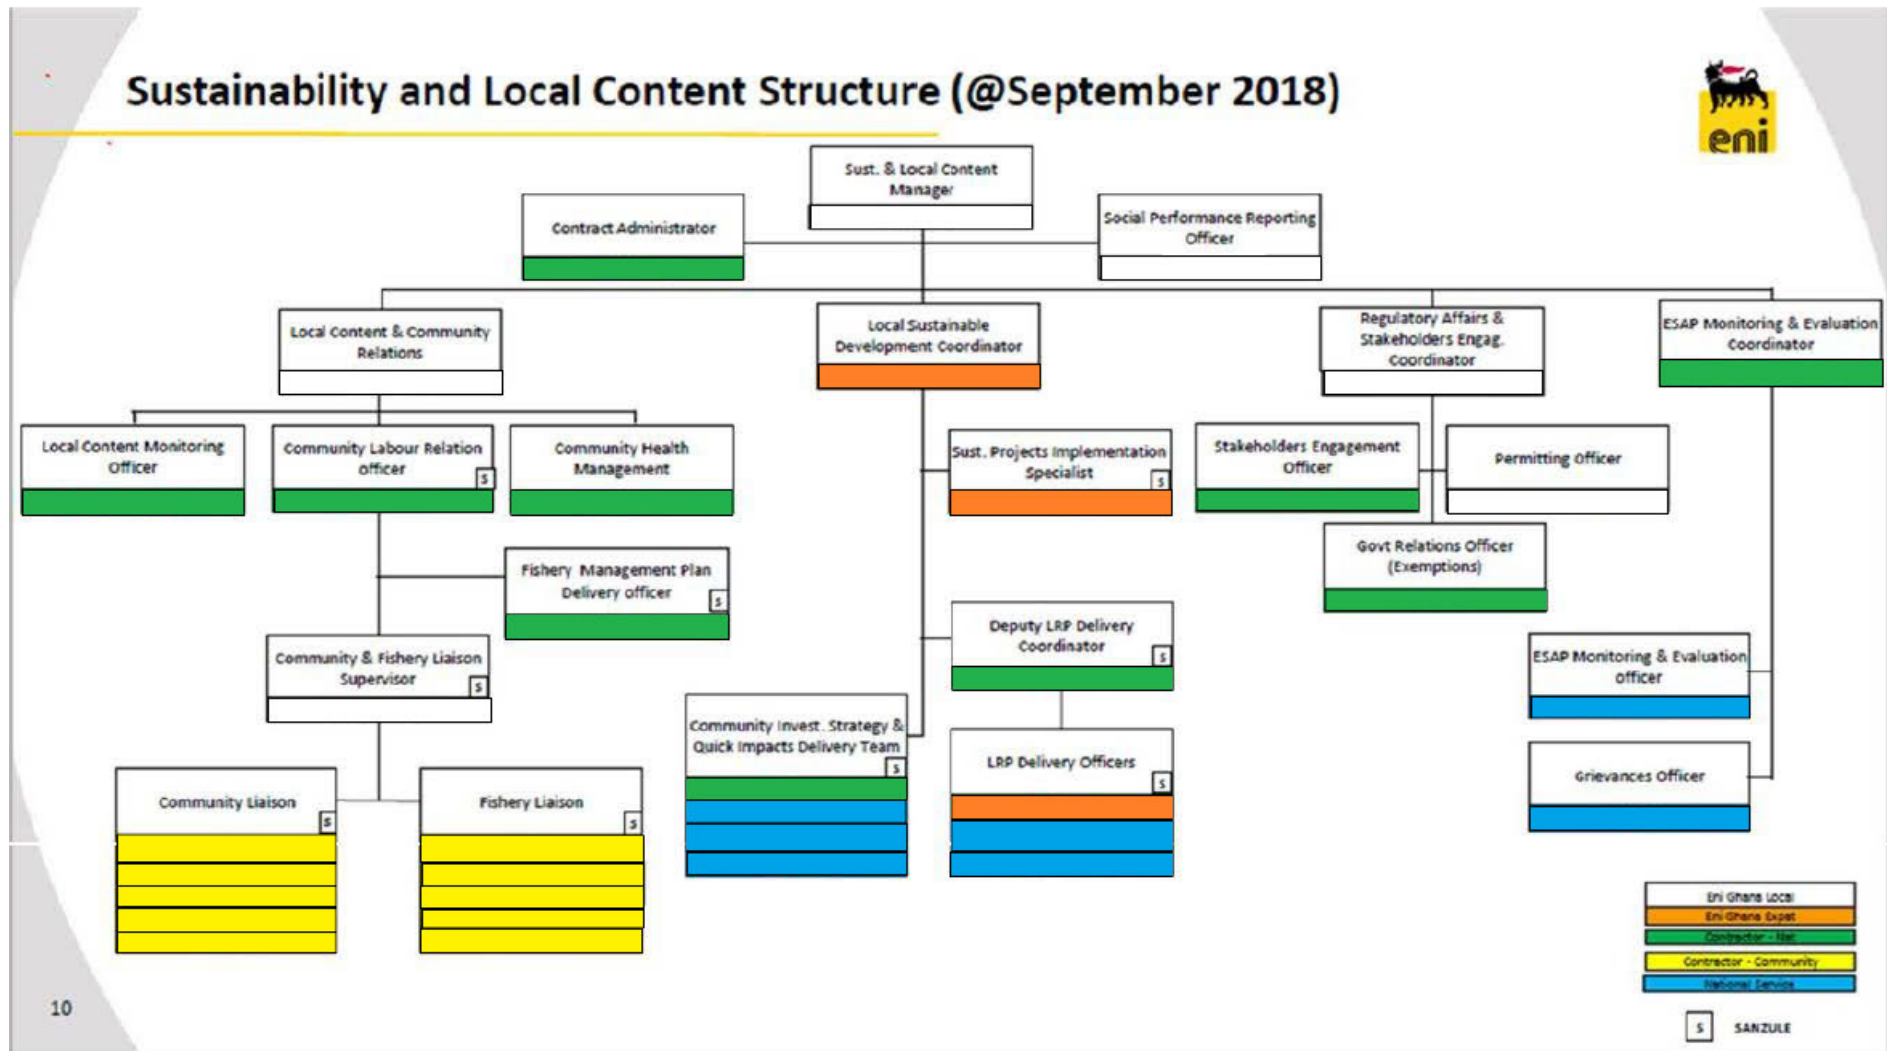 Sustainability and Local Content Structure (@September 2018)
eni
Sust. & Local Content
Manager
Contract Administrator
Social Performance Reporting
Officer
Local Content & Community
Relations
Local Sustainable
Development Coordinator
Regulatory Affairs &
Stakeholders Engag.
Coordinator
ESAP Monitoring & Evaluation
Coordinator
Local Content Monitoring
Officer
Community Labour Relation
officer
S
Community Health
Management
Sust. Projects Implementation
Specialist
S
Stakeholders Engagement
Officer
Permitting Officer
Fishery Management Plan
Delivery officer
S
Govt Relations Officer
(Exemptions)
Deputy LRP Delivery
Coordinator
S
Community & Fishery Liaison
Supervisor
S
ESAP Monitoring & Evaluation
officer
Community Invest. Strategy &
Quick Impacts Delivery Team
S
LRP Delivery Officers
S
Grievances Officer
Community Liaison
S
Fishery Liaison
S
Eni Ghana Local
Eni Ghana Expat
Contractor - Nat
Contractor - Community
National Service
S SANZULE
10